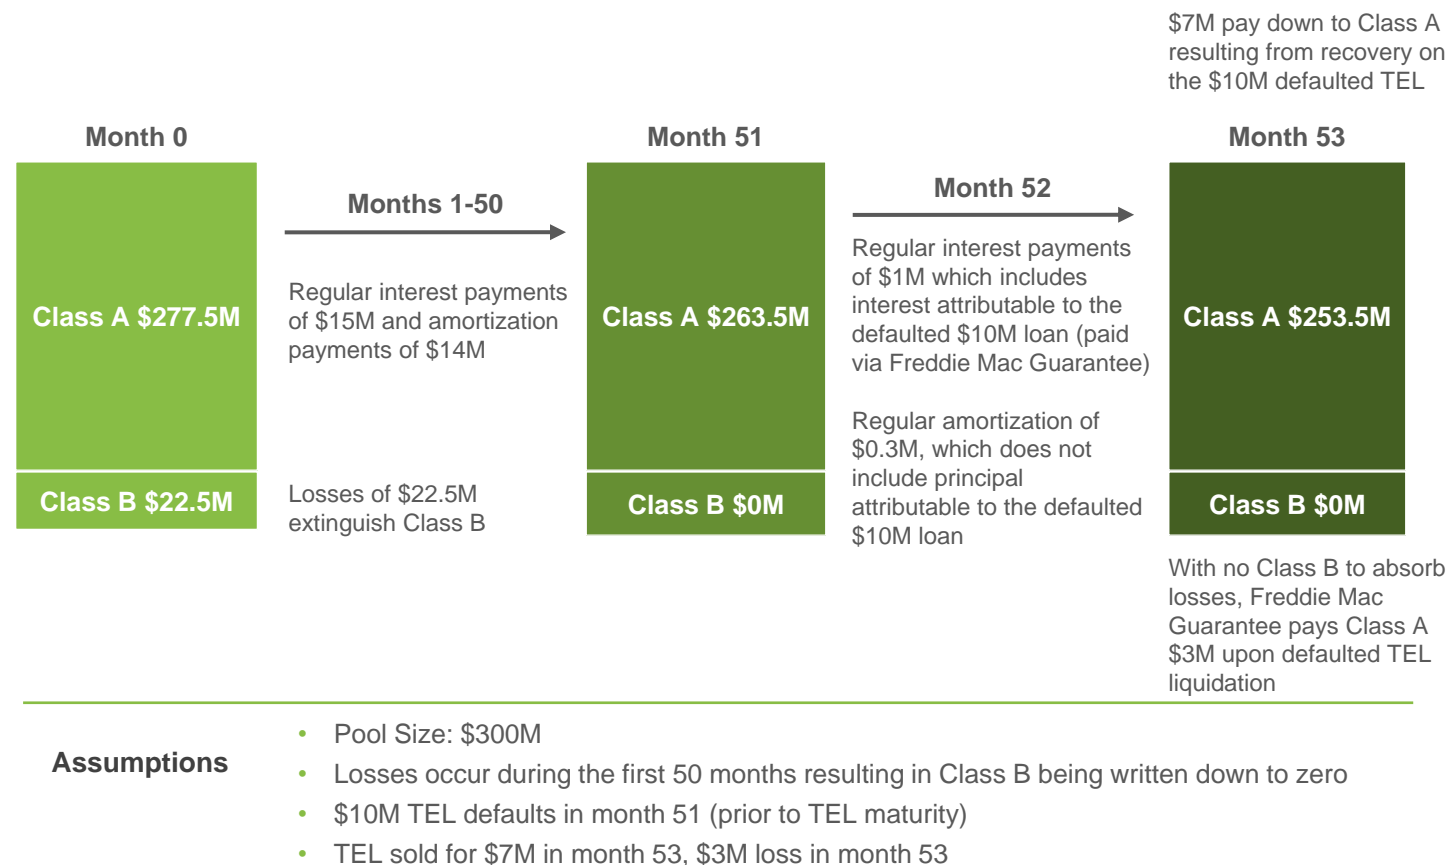 $7M pay down to Class A
resulting from recovery on
the $10M defaulted TEL
Month 0
Month 51
Month 53
Months 1-50
Month 52
Class A $277.5M
Regular interest payments
of $15M and amortization
payments of $14M
Class A $263.5M
Regular interest payments
of $1M which includes
interest attributable to the
defaulted $10M loan (paid
via Freddie Mac Guarantee)
Class A $253.5M
Regular amortization of
$0.3M, which does not
include principal
attributable to the defaulted
$10M loan
Class B $22.5M
Losses of $22.5M
extinguish Class B
Class B $0M
Class B $0M
With no Class B to absorb
losses, Freddie Mac
Guarantee pays Class A
$3M upon defaulted TEL
liquidation
Assumptions
• Pool Size: $300M
• Losses occur during the first 50 months resulting in Class B being written down to zero
• $10M TEL defaults in month 51 (prior to TEL maturity)
• TEL sold for $7M in month 53, $3M loss in month 53